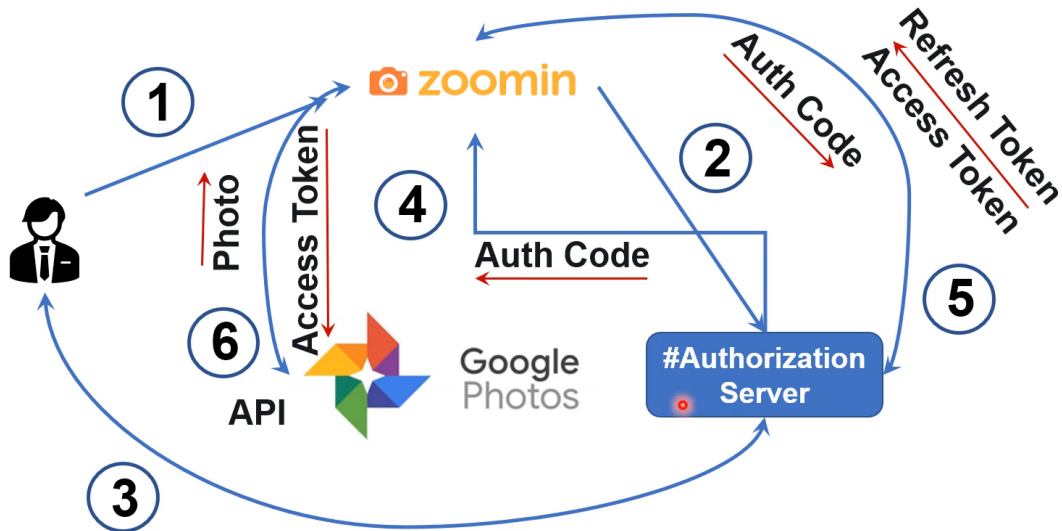 1
zoomin
2
Auth Code
Refresh Token
Access Token
Photo
Access Token
4
Auth Code
5
6
API
Google
Photos
#Authorization
Server
3